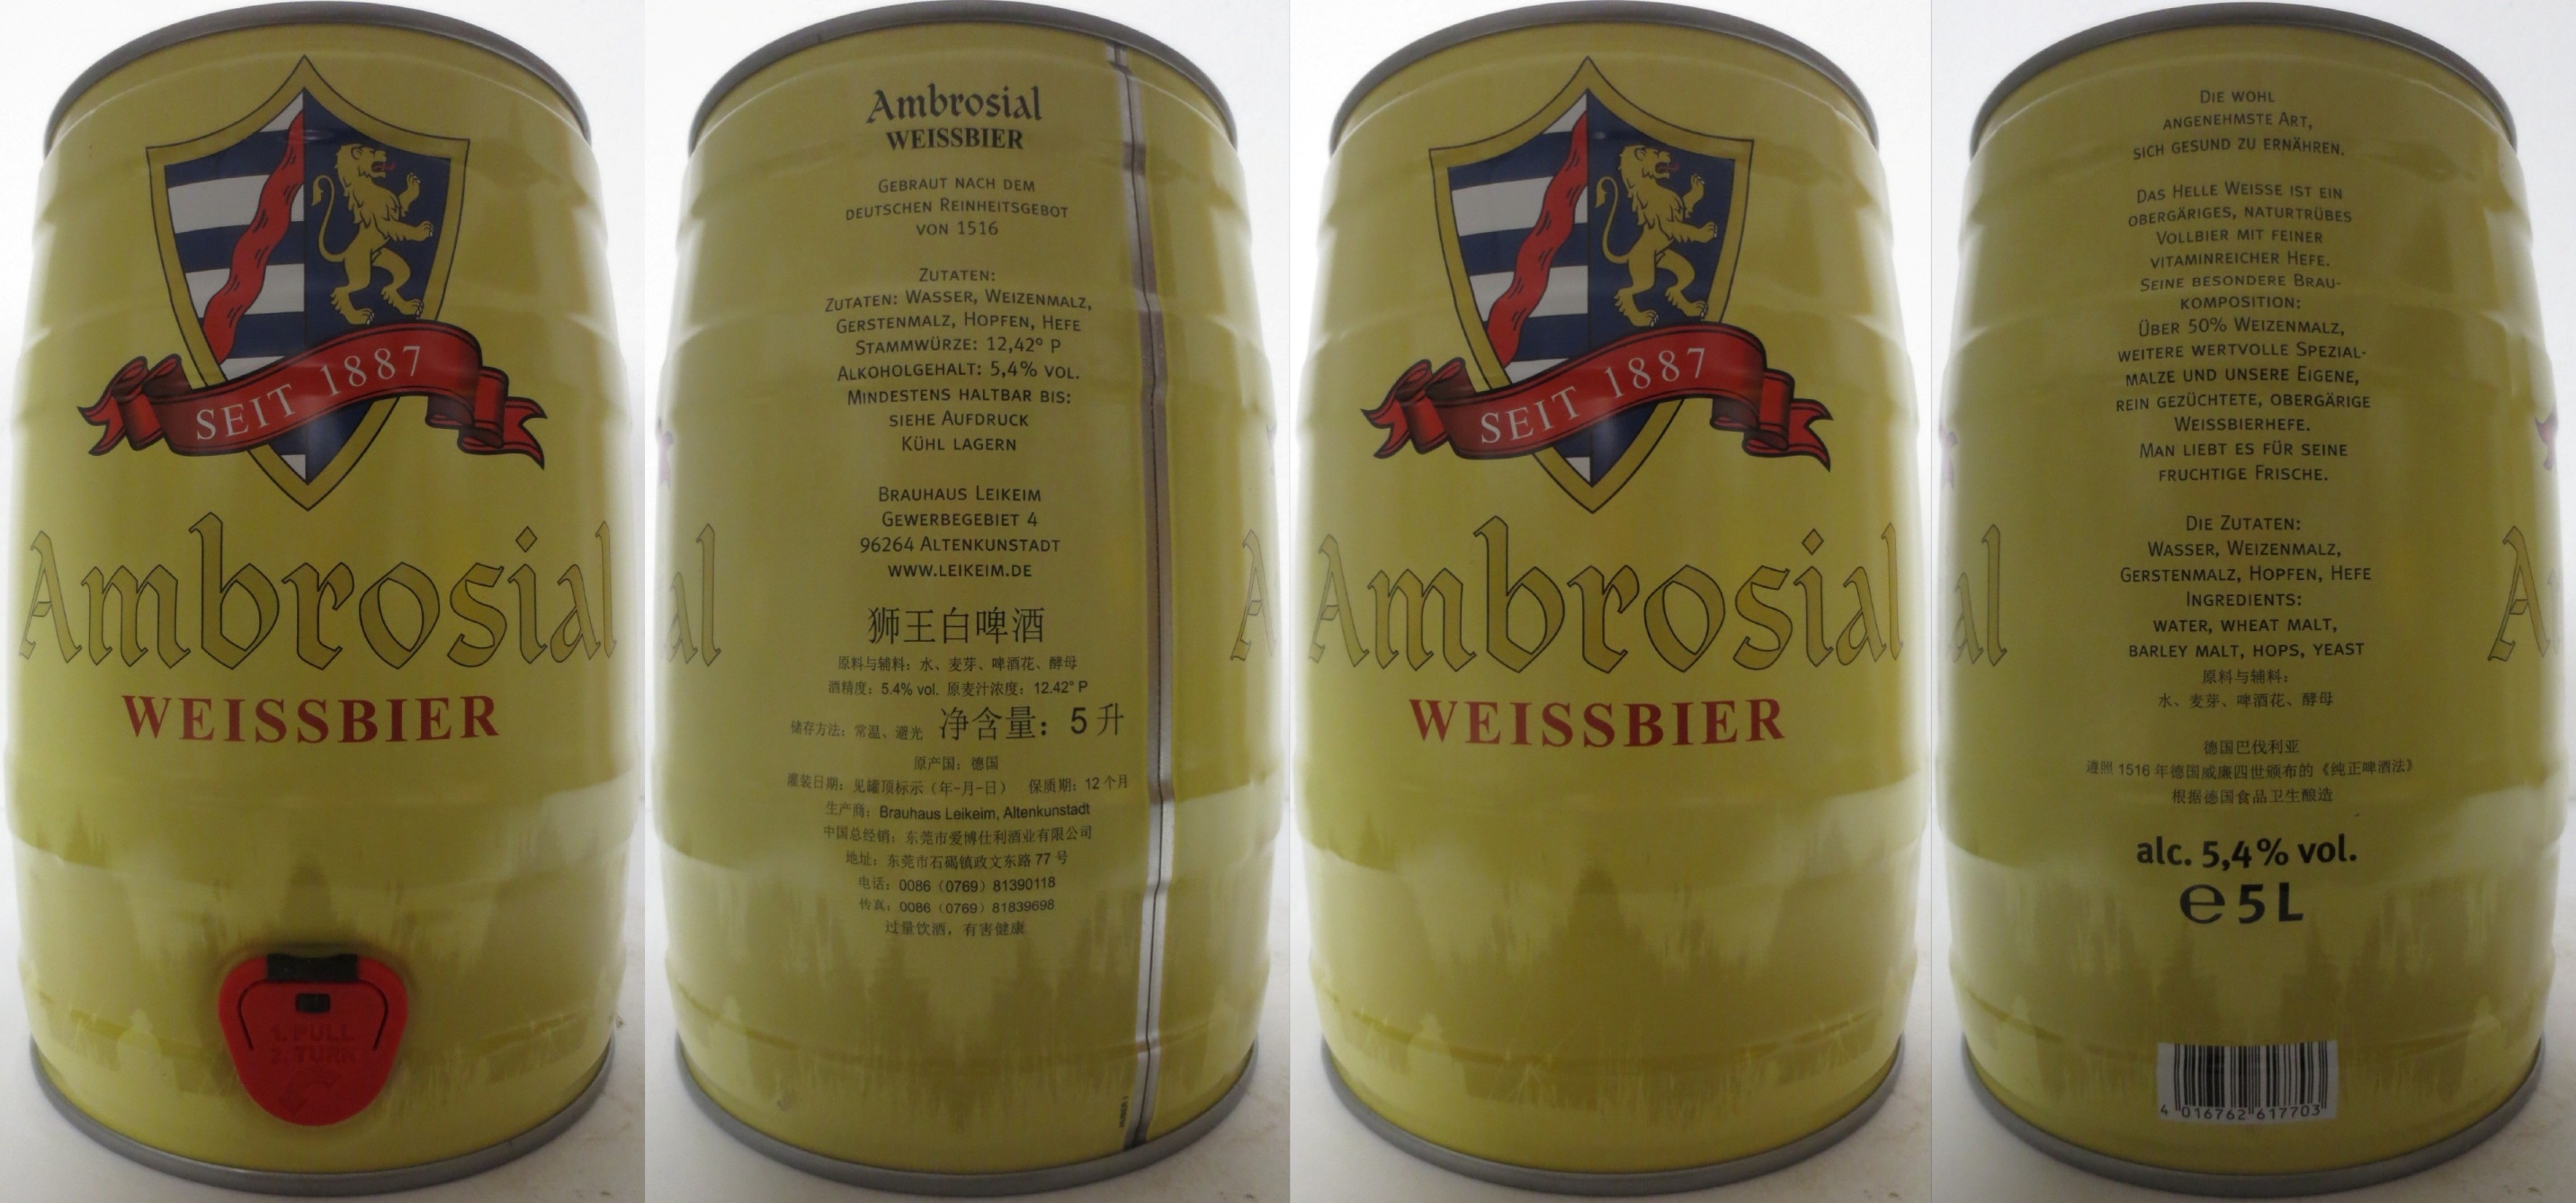 SEIT 1887
Ambrosial
WEISSBIER
1. PULL
2. TURN
Ambrosial
WEISSBIER
GEBRAUT NACH DEM
DEUTSCHEN REINHEITSGEBOT
VON 1516
ZUTATEN:
ZUTATEN: WASSER, WEIZENMALZ,
GERSTENMALZ, HOPFEN, HEFE
STAMMWÜRZE: 12,42° P
ALKOHOLGEHALT: 5,4% VOL.
MINDESTENS HALTBAR BIS:
SIEHE AUFDRUCK
KÜHL LAGERN
BRAUHAUS LEIKEIM
GEWERBEGEBIET 4
96264 ALTENKUNSTADT
WWW.LEIKEIM.DE
狮王白啤酒
原料与辅料：水、麦芽、啤酒花、酵母
酒精度：5.4% vol. 原麦汁浓度：12.42° P
储存方法：常温、避光 净含量：5 升
原产国：德国
灌装日期：见罐顶标示（年-月-日） 保质期：12 个月
生产商：Brauhaus Leikeim, Altenkunstadt
中国总经销：东莞市爱博仕利酒业有限公司
地址：东莞市石碣镇政文东路 77 号
电话：0086（0769）81390118
传真：0086（0769）81839698
过量饮酒，有害健康
al
A
SEIT 1887
Ambrosial
WEISSBIER
DIE WOHL
ANGENEHMSTE ART,
SICH GESUND ZU ERNÄHREN.
DAS HELLE WEISSE IST EIN
OBERGÄRIGES, NATURTRÜBES
VOLLBIER MIT FEINER
VITAMINREICHER HEFE.
SEINE BESONDERE BRAU-
KOMPOSITION:
ÜBER 50% WEIZENMALZ,
WEITERE WERTVOLLE SPEZIAL-
MALZE UND UNSERE EIGENE,
REIN GEZÜCHTETE, OBERGÄRIGE
WEISSBIERHEFE.
MAN LIEBT ES FÜR SEINE
FRUCHTIGE FRISCHE.
DIE ZUTATEN:
WASSER, WEIZENMALZ,
GERSTENMALZ, HOPFEN, HEFE
INGREDIENTS:
WATER, WHEAT MALT,
BARLEY MALT, HOPS, YEAST
原料与辅料：
水、麦芽、啤酒花、酵母
德国巴伐利亚
遵照 1516 年德国威廉四世颁布的《纯正啤酒法》
根据德国食品卫生酿造
alc. 5,4% vol.
℮ 5 L
4 016762 617703
al
A